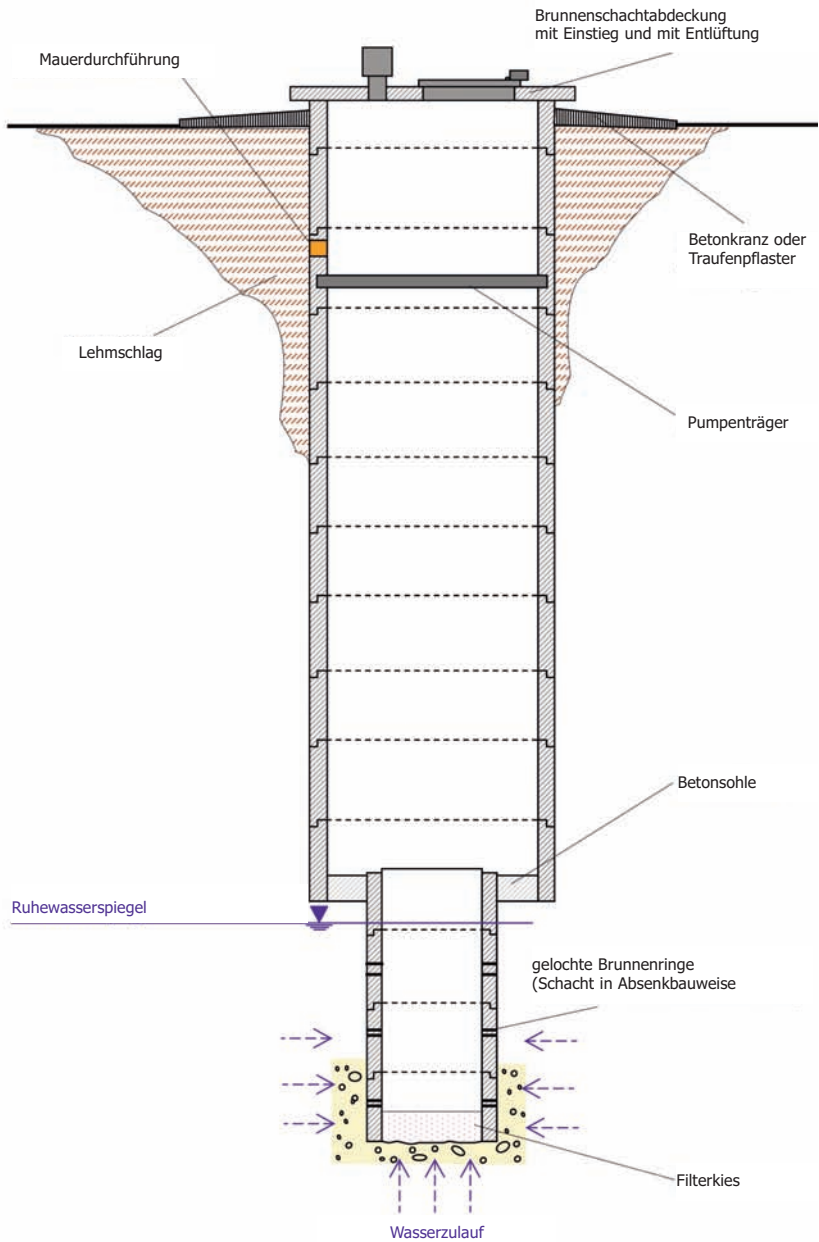 Brunnenschachtabdeckung
mit Einstieg und mit Entlüftung
Mauerdurchführung
Betonkranz oder
Traufenpflaster
Lehmschlag
Pumpenträger
Betonsohle
Ruhewasserspiegel
gelochte Brunnenringe
(Schacht in Absenkbauweise
Filterkies
Wasserzulauf